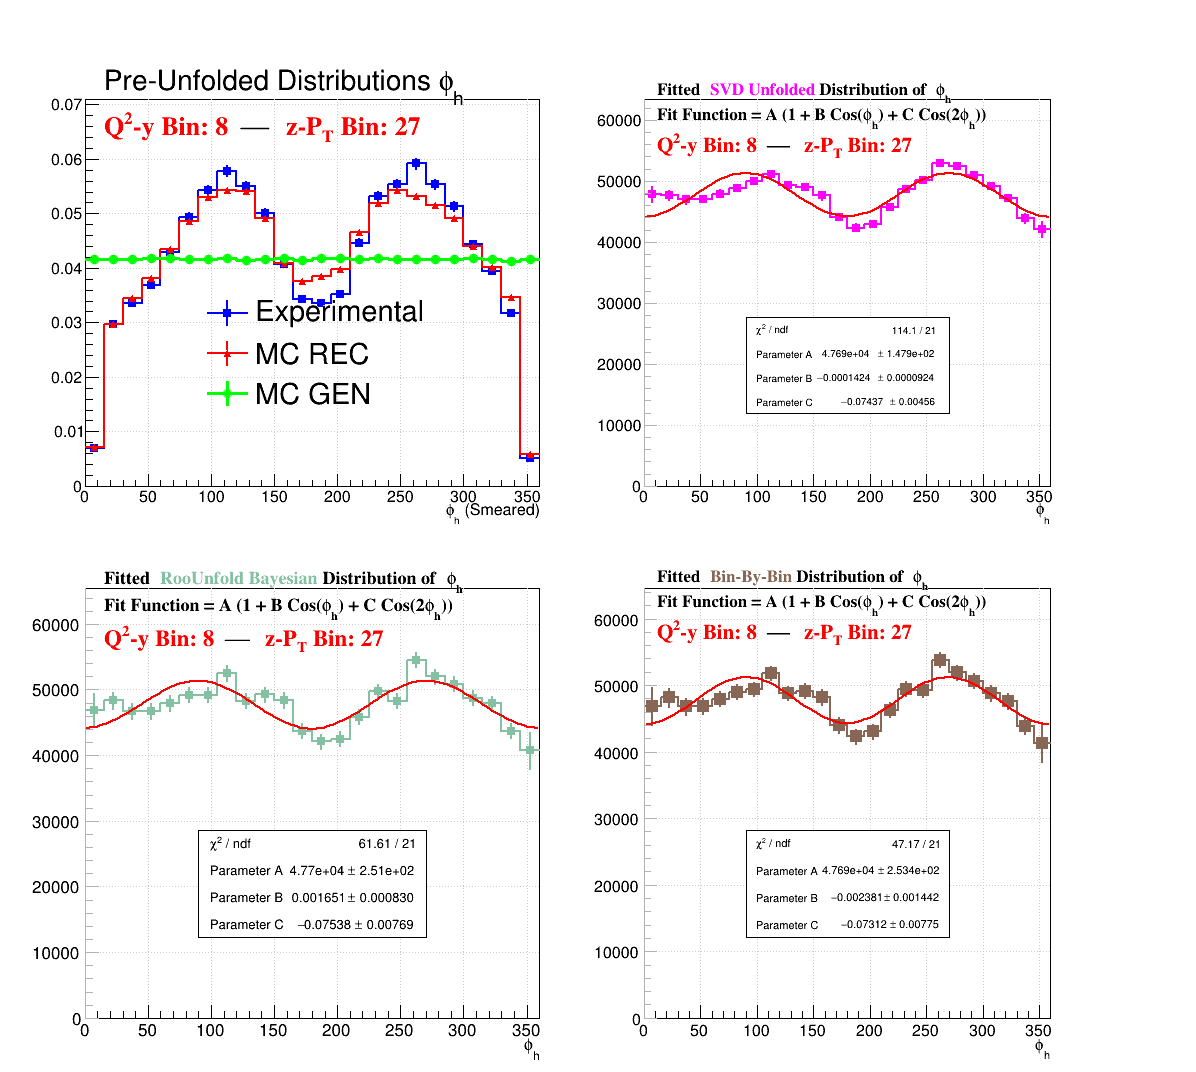 Pre-Unfolded Distributions ϕh
Q²-y Bin: 8 — z-PT Bin: 27
0.07
0.06
0.05
0.04
0.03
0.02
0.01
0
Experimental
MC REC
MC GEN
0 50 100 150 200 250 300 350
ϕh (Smeared)
Fitted SVD Unfolded Distribution of ϕh
Fit Function = A (1 + B Cos(ϕh) + C Cos(2ϕh))
Q²-y Bin: 8 — z-PT Bin: 27
60000
50000
40000
30000
20000
10000
0
χ² / ndf 114.1 / 21
Parameter A 4.769e+04 ± 1.479e+02
Parameter B −0.0001424 ± 0.0000924
Parameter C −0.07437 ± 0.00456
0 50 100 150 200 250 300 350
ϕh
Fitted RooUnfold Bayesian Distribution of ϕh
Fit Function = A (1 + B Cos(ϕh) + C Cos(2ϕh))
Q²-y Bin: 8 — z-PT Bin: 27
60000
50000
40000
30000
20000
10000
0
χ² / ndf 61.61 / 21
Parameter A 4.77e+04 ± 2.51e+02
Parameter B 0.001651 ± 0.000830
Parameter C −0.07538 ± 0.00769
0 50 100 150 200 250 300 350
ϕh
Fitted Bin-By-Bin Distribution of ϕh
Fit Function = A (1 + B Cos(ϕh) + C Cos(2ϕh))
Q²-y Bin: 8 — z-PT Bin: 27
60000
50000
40000
30000
20000
10000
0
χ² / ndf 47.17 / 21
Parameter A 4.769e+04 ± 2.534e+02
Parameter B −0.002381 ± 0.001442
Parameter C −0.07312 ± 0.00775
0 50 100 150 200 250 300 350
ϕh